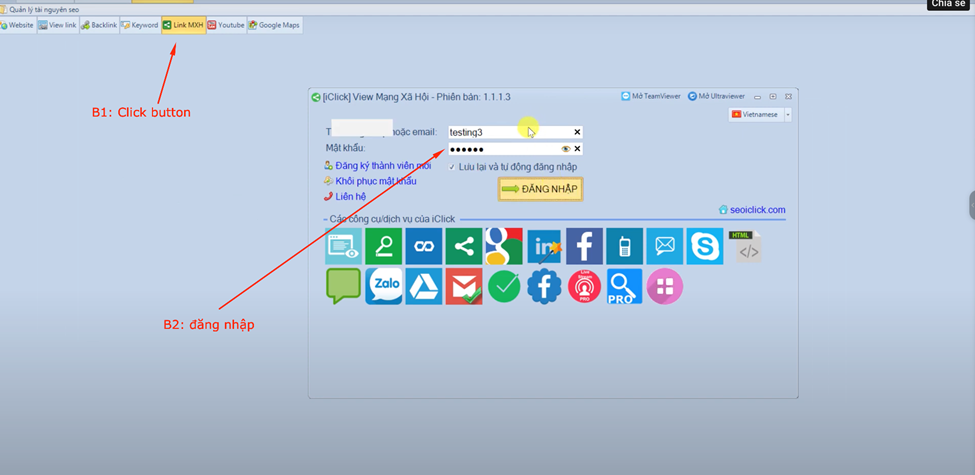 Chia sẻ
Quản lý tài nguyên seo
Website View link Backlink Keyword Link MXH Youtube Google Maps
B1: Click button
[iClick] View Mạng Xã Hội - Phiên bản: 1.1.1.3
Mở TeamViewer Mở Ultraviewer
Vietnamese
T hoặc email: testing3
Mật khẩu: ●●●●●●
Đăng ký thành viên mới
Lưu lại và tự động đăng nhập
Khôi phục mật khẩu
ĐĂNG NHẬP
Liên hệ
seoiclick.com
Các công cụ/dịch vụ của iClick
in
HTML
Zalo
Live Stream PRO
PRO
B2: đăng nhập